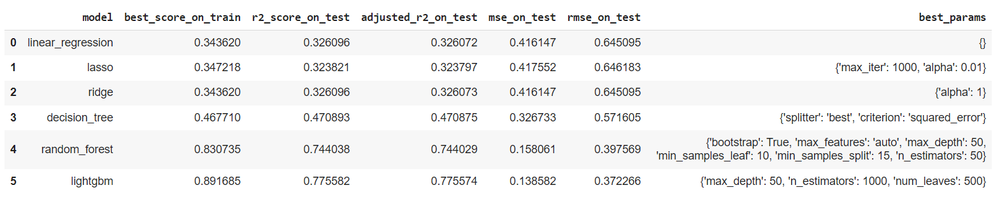 model best_score_on_train r2_score_on_test adjusted_r2_on_test mse_on_test rmse_on_test best_params
0 linear_regression 0.343620 0.326096 0.326072 0.416147 0.645095 {}
1 lasso 0.347218 0.323821 0.323797 0.417552 0.646183 {'max_iter': 1000, 'alpha': 0.01}
2 ridge 0.343620 0.326096 0.326073 0.416147 0.645095 {'alpha': 1}
3 decision_tree 0.467710 0.470893 0.470875 0.326733 0.571605 {'splitter': 'best', 'criterion': 'squared_error'}
4 random_forest 0.830735 0.744038 0.744029 0.158061 0.397569 {'bootstrap': True, 'max_features': 'auto', 'max_depth': 50,
'min_samples_leaf': 10, 'min_samples_split': 15, 'n_estimators': 50}
5 lightgbm 0.891685 0.775582 0.775574 0.138582 0.372266 {'max_depth': 50, 'n_estimators': 1000, 'num_leaves': 500}